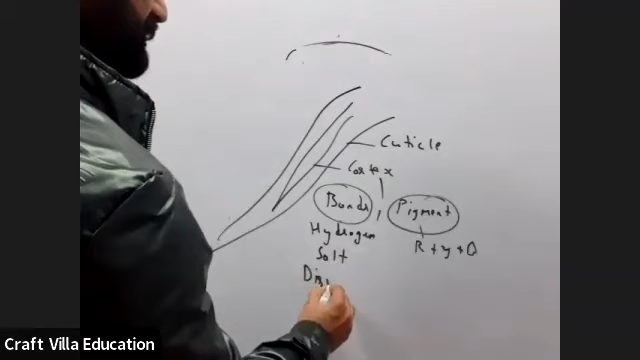 Cuticle
Cortex
Bonds, Pigment
Hydrogen
R + y + 
Salt
Craft Villa Education